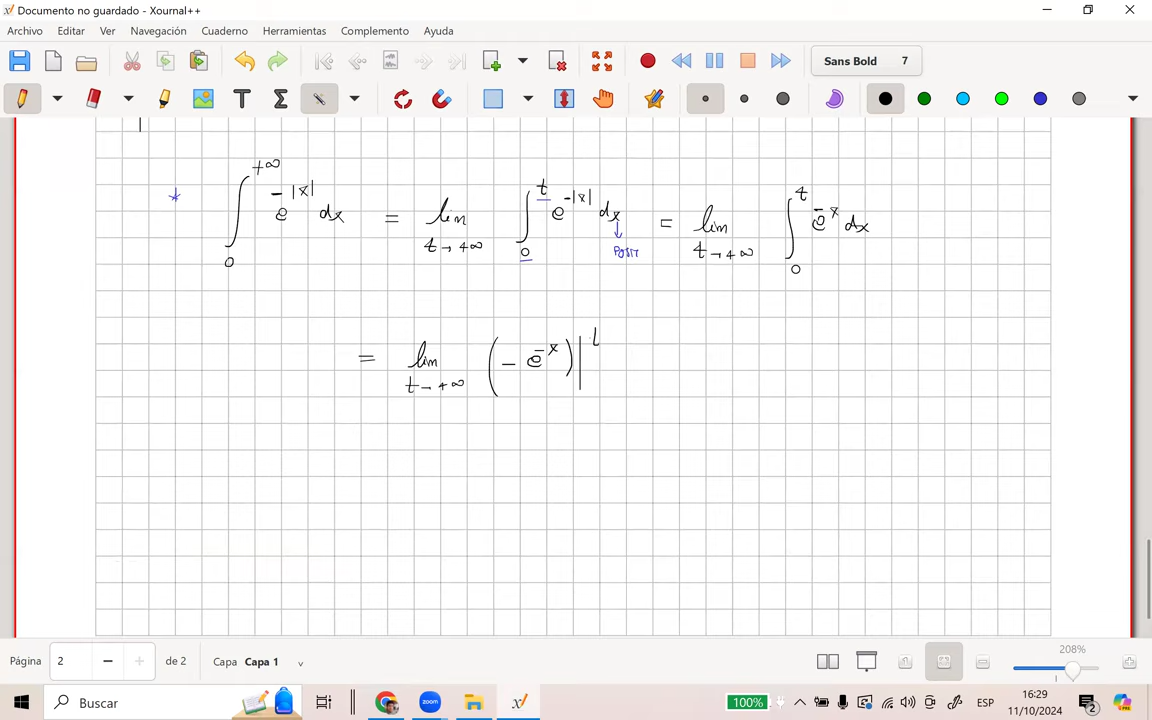 Documento no guardado - Xournal++
Archivo Editar Ver Navegación Cuaderno Herramientas Complemento Ayuda
Sans Bold 7
* ∫₀^{+∞} e^{-|x|} dx = lim_{t→+∞} ∫₀^{t} e^{-|x|} dx = lim_{t→+∞} ∫₀^{t} e^{-x} dx
= lim_{t→+∞} (-e^{-x})|
Página 2 de 2 Capa Capa 1 208%
Buscar zoom 100% ESP 16:29
11/10/2024 2